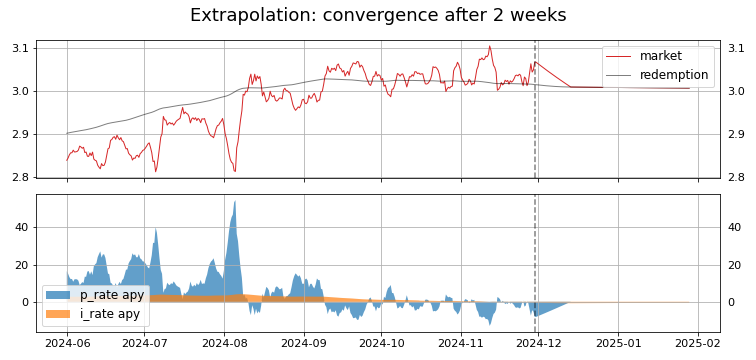 Extrapolation: convergence after 2 weeks
3.1
3.0
2.9
2.8
3.1
3.0
2.9
2.8
market
redemption
40
20
0
40
20
0
p_rate apy
i_rate apy
2024-06 2024-07 2024-08 2024-09 2024-10 2024-11 2024-12 2025-01 2025-02